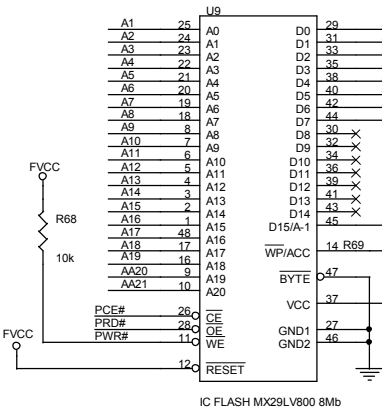 U9
A1 25 A0 D0 29
A2 24 A1 D1 31
A3 23 A2 D2 33
A4 22 A3 D3 35
A5 21 A4 D4 38
A6 20 A5 D5 40
A7 19 A6 D6 42
A8 18 A7 D7 44
A9 8 A8 D8 30
A10 7 A9 D9 32
A11 6 A10 D10 34
A12 5 A11 D11 36
A13 4 A12 D12 39
A14 3 A13 D13 41
A15 2 A14 D14 43
A16 1 A15 D15/A-1 45
A17 48 A16
A18 17 A17 WP/ACC 14 R69
A19 16 A18
AA20 9 A19 BYTE 47
AA21 10 A20
VCC 37
PCE# 26 CE
PRD# 28 OE GND1 27
PWR# 11 WE GND2 46
12 RESET
FVCC
R68
10k
FVCC
IC FLASH MX29LV800 8Mb